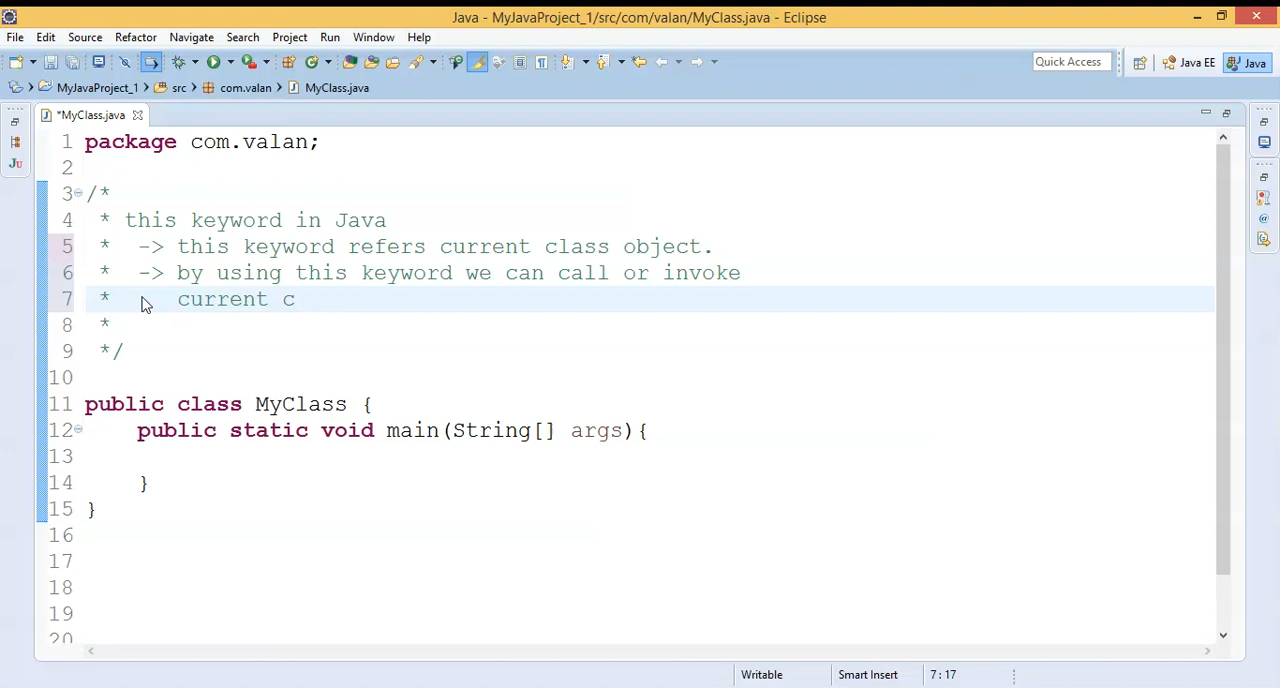 Java - MyJavaProject_1/src/com/valan/MyClass.java - Eclipse
File Edit Source Refactor Navigate Search Project Run Window Help
Quick Access Java EE Java
MyJavaProject_1 src com.valan MyClass.java
*MyClass.java
1 package com.valan;
2
3 /*
4 * this keyword in Java
5 * -> this keyword refers current class object.
6 * -> by using this keyword we can call or invoke
7 * current c
8 *
9 */
10
11 public class MyClass {
12 public static void main(String[] args){
13
14 }
15 }
16
17
18
19
20
Writable Smart Insert 7 : 17